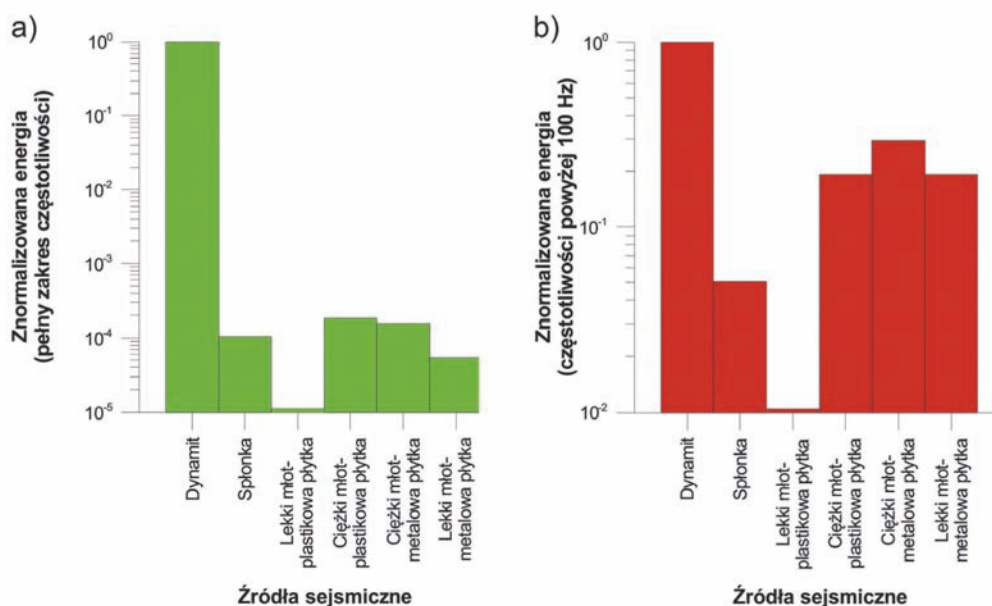 a)
Znormalizowana energia
(pełny zakres częstotliwości)
10⁰
10⁻¹
10⁻²
10⁻³
10⁻⁴
10⁻⁵
Dynamit
Spłonka
Lekki młot-
plastikowa płytka
Ciężki młot-
plastikowa płytka
Ciężki młot-
metalowa płytka
Lekki młot-
metalowa płytka
Źródła sejsmiczne
b)
Znormalizowana energia
(częstotliwości powyżej 100 Hz)
10⁰
10⁻¹
10⁻²
Dynamit
Spłonka
Lekki młot-
plastikowa płytka
Ciężki młot-
plastikowa płytka
Ciężki młot-
metalowa płytka
Lekki młot-
metalowa płytka
Źródła sejsmiczne